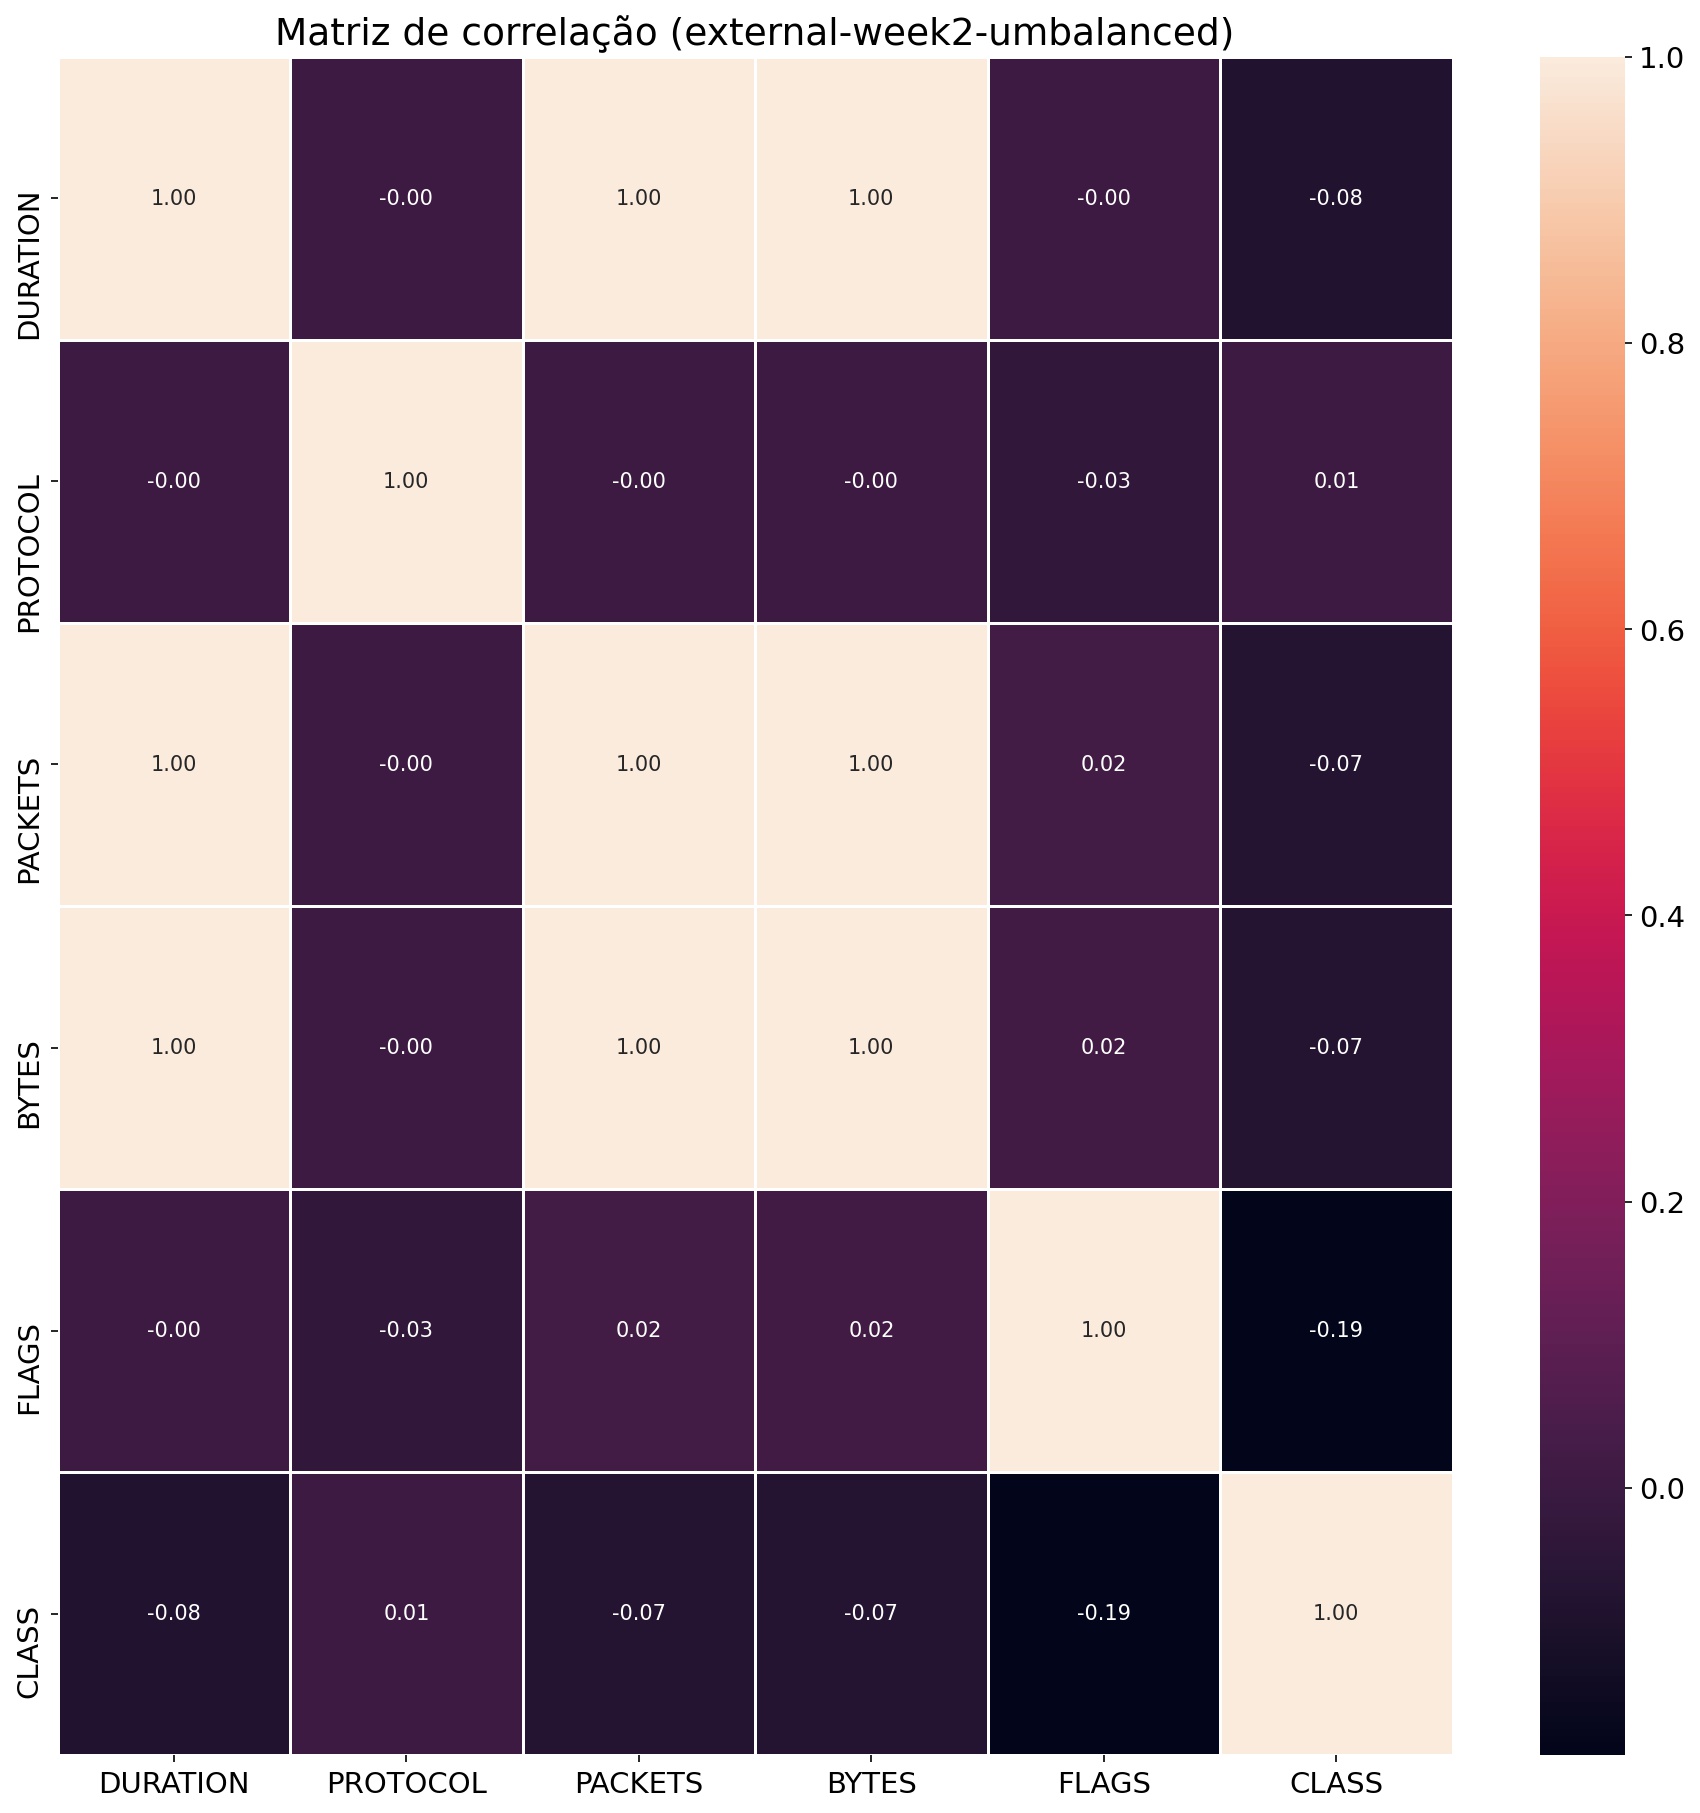 Matriz de correlação (external-week2-umbalanced)
DURATION 1.00 -0.00 1.00 1.00 -0.00 -0.08
PROTOCOL -0.00 1.00 -0.00 -0.00 -0.03 0.01
PACKETS 1.00 -0.00 1.00 1.00 0.02 -0.07
BYTES 1.00 -0.00 1.00 1.00 0.02 -0.07
FLAGS -0.00 -0.03 0.02 0.02 1.00 -0.19
CLASS -0.08 0.01 -0.07 -0.07 -0.19 1.00
DURATION PROTOCOL PACKETS BYTES FLAGS CLASS
1.0
0.8
0.6
0.4
0.2
0.0